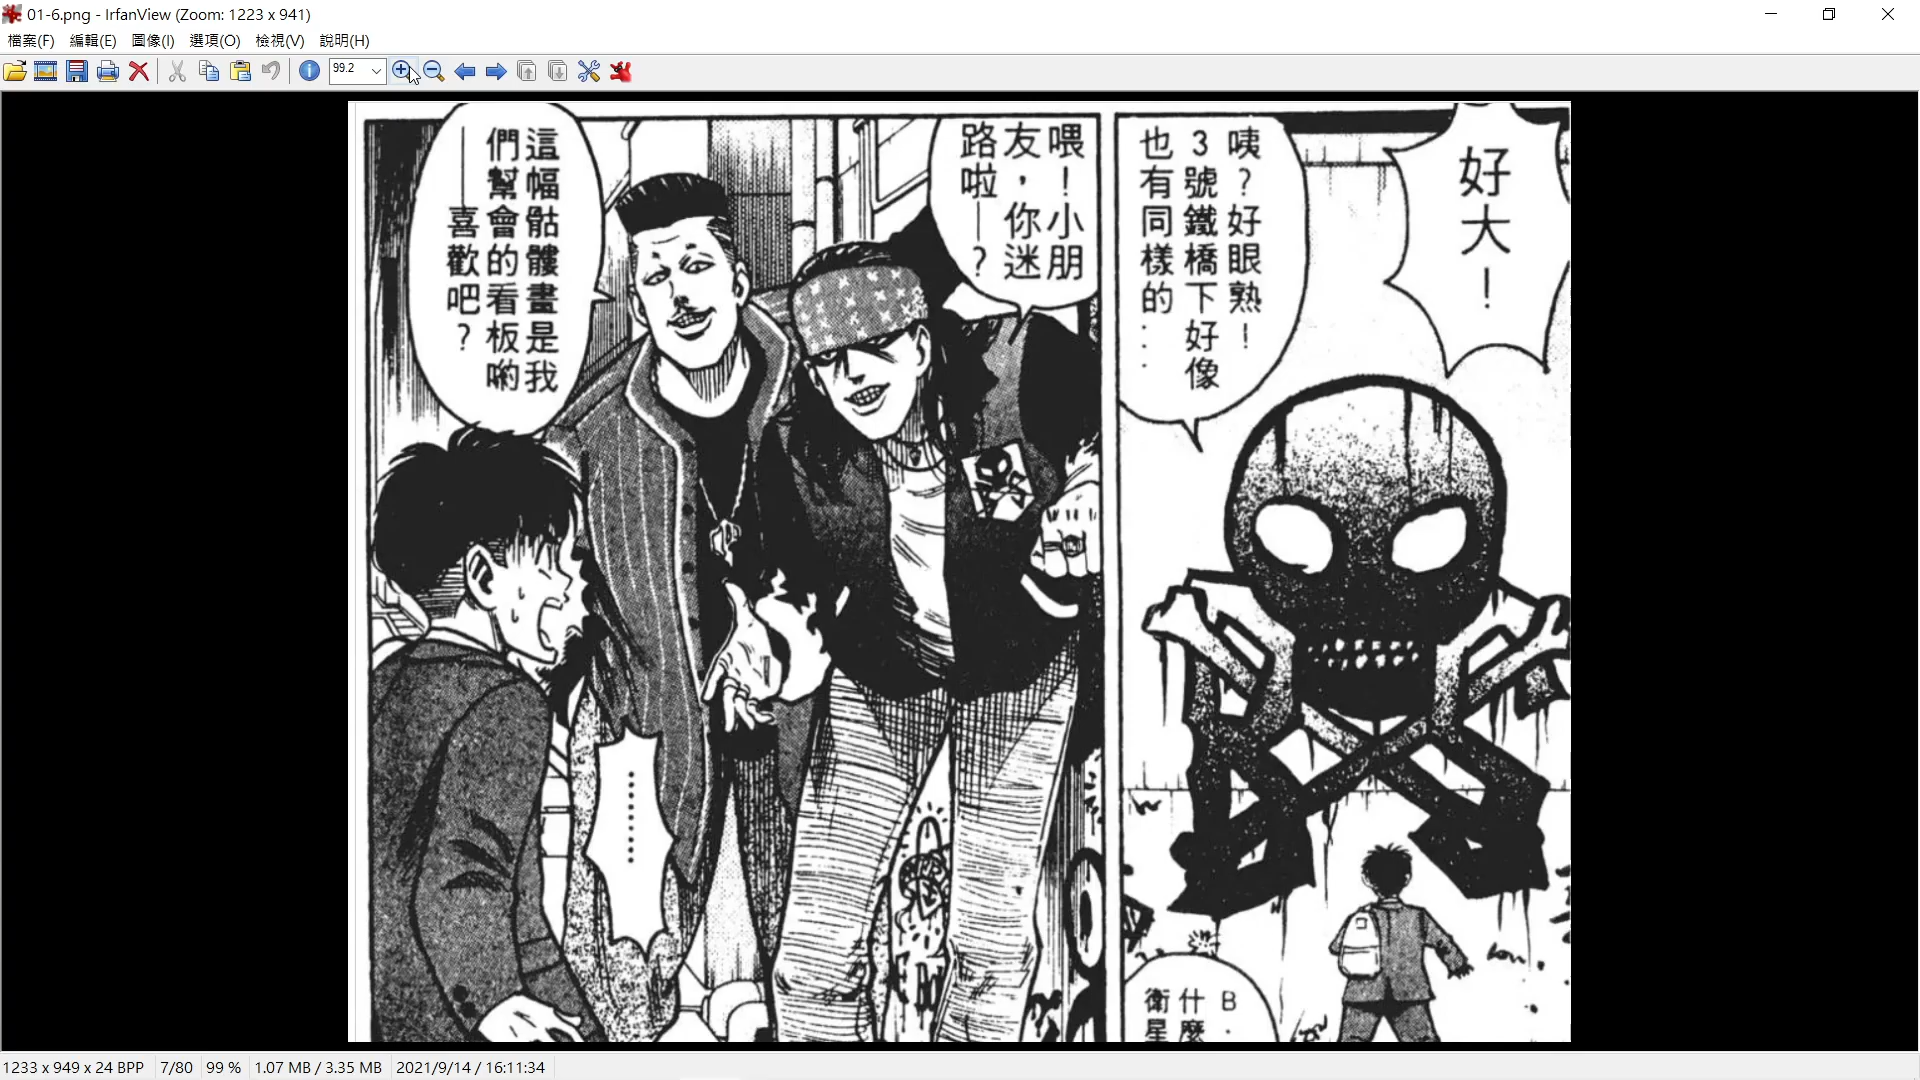 01-6.png - IrfanView (Zoom: 1223 x 941)
檔案(F) 編輯(E) 圖像(I) 選項(O) 檢視(V) 說明(H)
99.2
好大！
咦？好眼熟！
3號鐵橋下好像
也有同樣的…
B．
什麼
衛星
喂！小朋
友，你迷
路啦—？
這幅骷髏畫是我
們幫會的看板喲
——喜歡吧？
………
1233 x 949 x 24 BPP 7/80 99 % 1.07 MB / 3.35 MB 2021/9/14 / 16:11:34